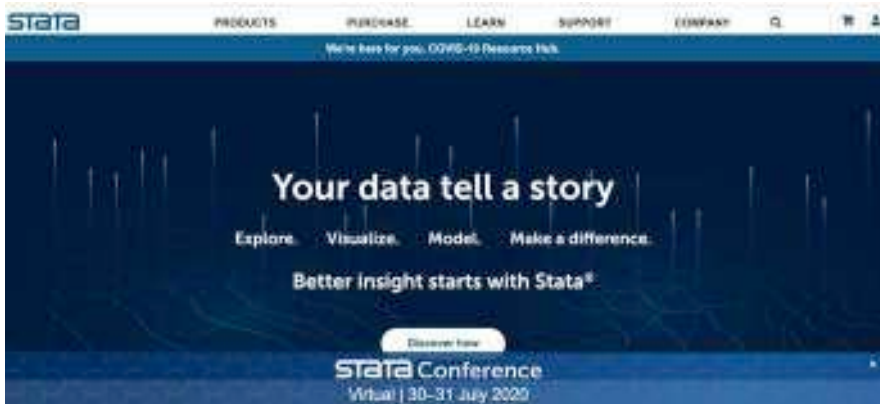 STaTa
PRODUCTS PURCHASE LEARN SUPPORT COMPANY
We're here for you. COVID-19 Resource Hub.
Your data tell a story
Explore. Visualize. Model. Make a difference.
Better insight starts with Stata®
Discover how
STaTa Conference
Virtual | 30–31 July 2020